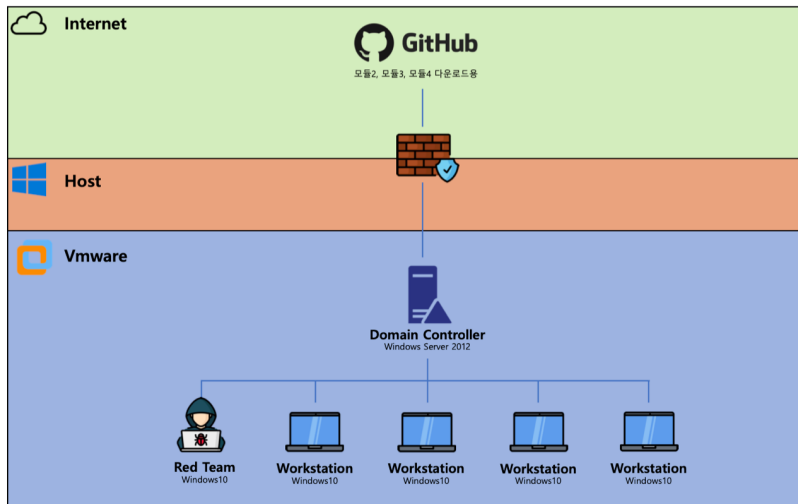 Internet
GitHub
모듈2, 모듈3, 모듈4 다운로드용
Host
Vmware
Domain Controller
Windows Server 2012
Red Team
Windows10
Workstation
Windows10
Workstation
Windows10
Workstation
Windows10
Workstation
Windows10